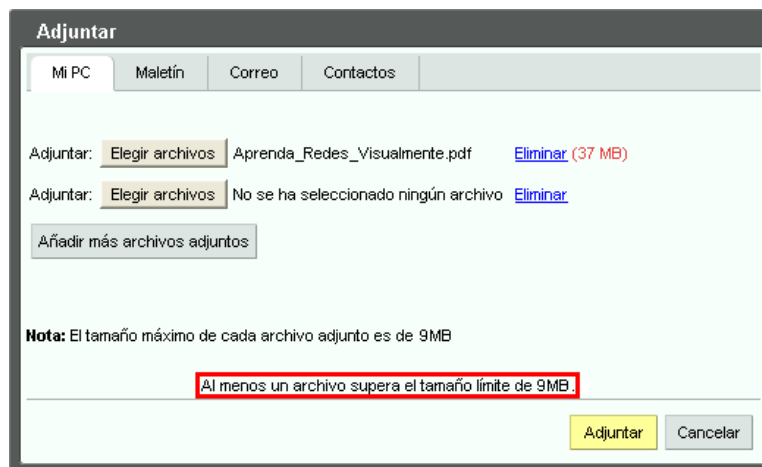 Adjuntar
Mi PC Maletín Correo Contactos
Adjuntar: Elegir archivos Aprenda_Redes_Visualmente.pdf Eliminar (37 MB)
Adjuntar: Elegir archivos No se ha seleccionado ningún archivo Eliminar
Añadir más archivos adjuntos
Nota: El tamaño máximo de cada archivo adjunto es de 9MB
Al menos un archivo supera el tamaño límite de 9MB.
Adjuntar Cancelar